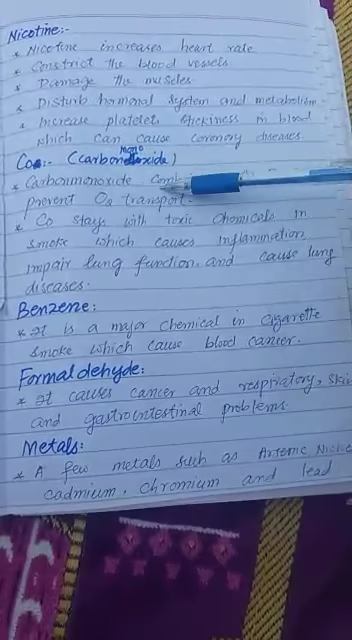 Nicotine:-
* Nicotine increases heart rate
* Constrict the blood vessels
* Damage the muscles.
* Disturb hormonal system and metabolism
* Increase platelets stickiness in blood
which can cause coronary diseases.
Co:- (Carbon Monoxide)
* Carbonmonoxide
prevent O2 transport.
* Co stays with toxic chemicals in
smoke which causes inflammation,
impair lung function, and cause lung
diseases.
Benzene:
* It is a major chemical in cigarette
smoke which cause blood cancer.
Formaldehyde:
* It causes cancer and respiratory, skin
and gastrointestinal problems.
Metals:
* A few metals such as Arsenic
cadmium, chromium and lead